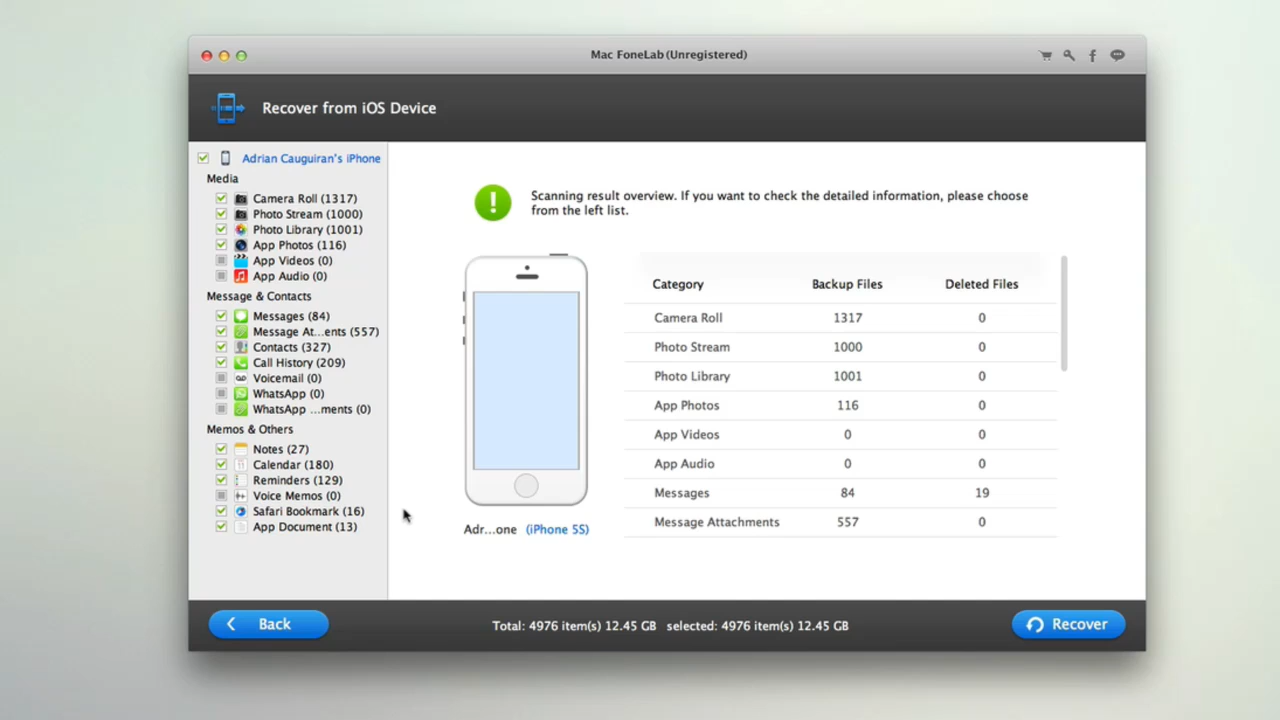 Mac FoneLab(Unregistered)
Recover from iOS Device
Adrian Cauguiran's iPhone
Media
Camera Roll (1317)
Photo Stream (1000)
Photo Library (1001)
App Photos (116)
App Videos (0)
App Audio (0)
Message & Contacts
Messages (84)
Message At...ents (557)
Contacts (327)
Call History (209)
Voicemail (0)
WhatsApp (0)
WhatsApp ...ments (0)
Memos & Others
Notes (27)
Calendar (180)
Reminders (129)
Voice Memos (0)
Safari Bookmark (16)
App Document (13)
Scanning result overview. If you want to check the detailed information, please choose
from the left list.
Adr...one (iPhone 5S)
Category Backup Files Deleted Files
Camera Roll 1317 0
Photo Stream 1000 0
Photo Library 1001 0
App Photos 116 0
App Videos 0 0
App Audio 0 0
Messages 84 19
Message Attachments 557 0
Back
Total: 4976 item(s) 12.45 GB selected: 4976 item(s) 12.45 GB
Recover